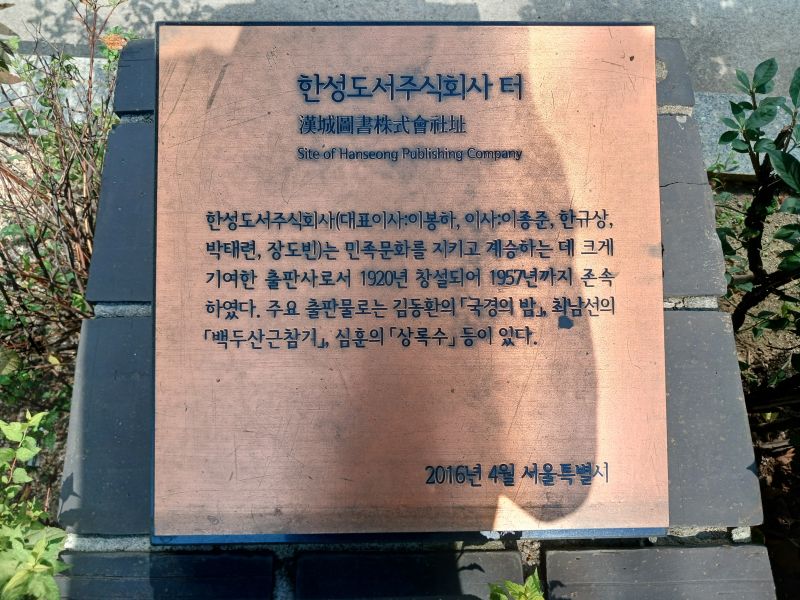 한성도서주식회사 터
漢城圖書株式會社址
Site of Hanseong Publishing Company
한성도서주식회사(대표이사:이봉하, 이사:이종준, 한규상,
박태련, 장도빈)는 민족문화를 지키고 계승하는 데 크게
기여한 출판사로서 1920년 창설되어 1957년까지 존속
하였다. 주요 출판물로는 김동환의 「국경의 밤」, 최남선의
「백두산근참기」, 심훈의 「상록수」 등이 있다.
2016년 4월 서울특별시